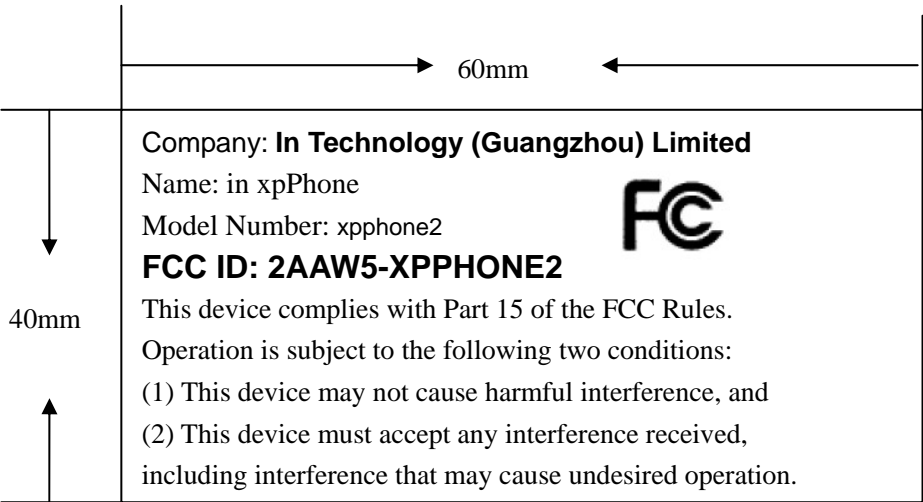 60mm
Company: In Technology (Guangzhou) Limited
Name: in xpPhone
Model Number: xpphone2
FC
FCC ID: 2AAW5-XPPHONE2
This device complies with Part 15 of the FCC Rules.
40mm
Operation is subject to the following two conditions:
(1) This device may not cause harmful interference, and
(2) This device must accept any interference received,
including interference that may cause undesired operation.